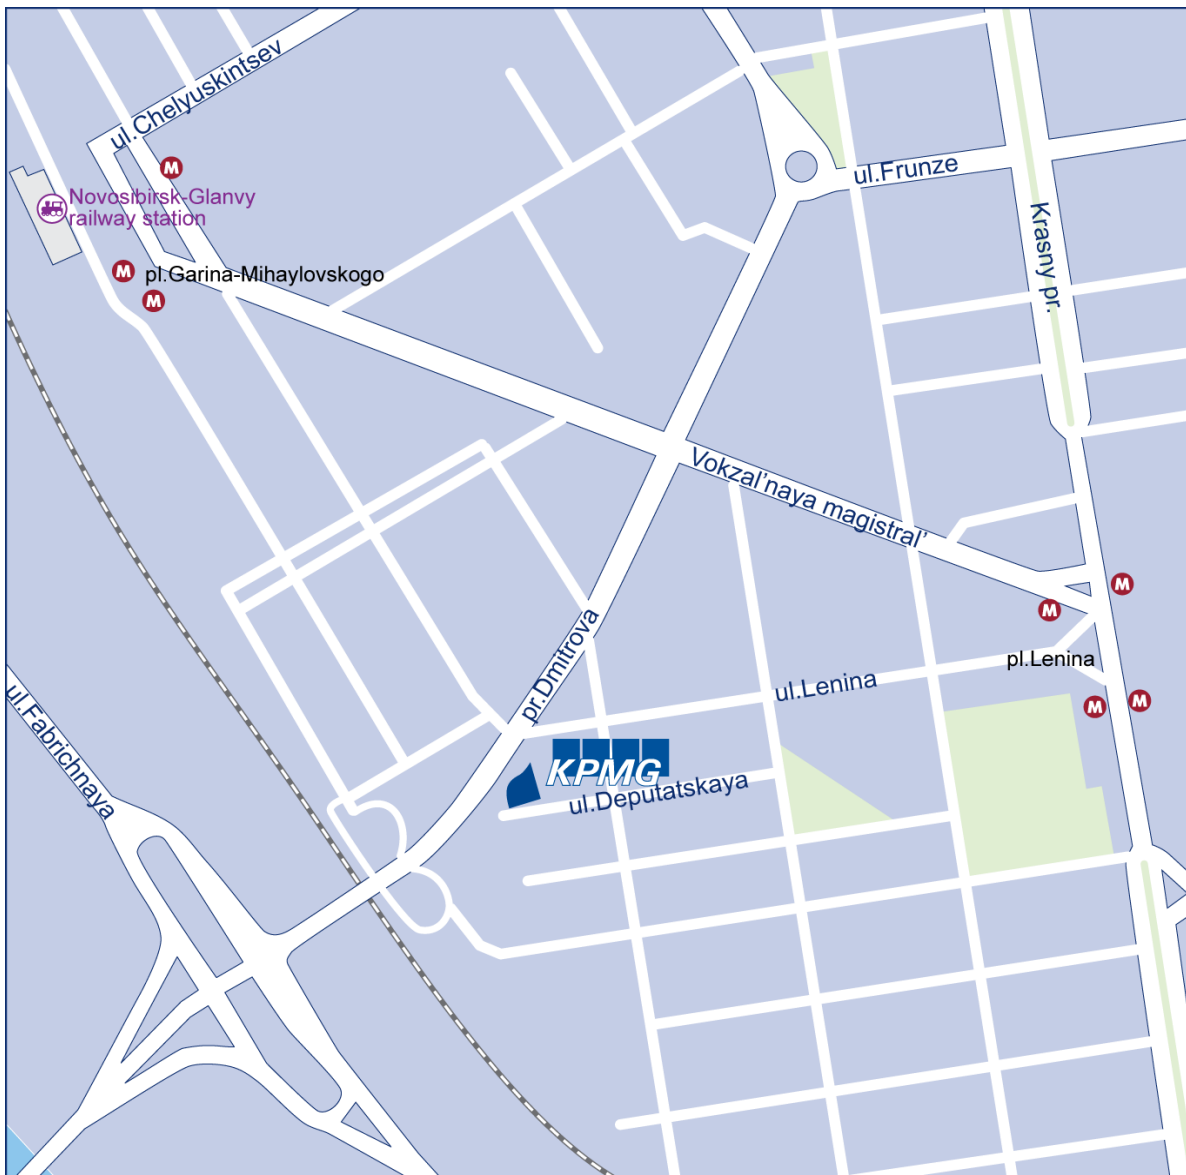 ul.Chelyuskintsev
M
ul.Frunze
Novosibirsk-Glanvy
railway station
Krasny pr.
M
pl.Garina-Mihaylovskogo
M
Vokzal’naya magistral’
M
M
pr.Dmitrova
pl.Lenina
ul.Lenina
M
M
ul.Fabrichnaya
KPMG
ul.Deputatskaya